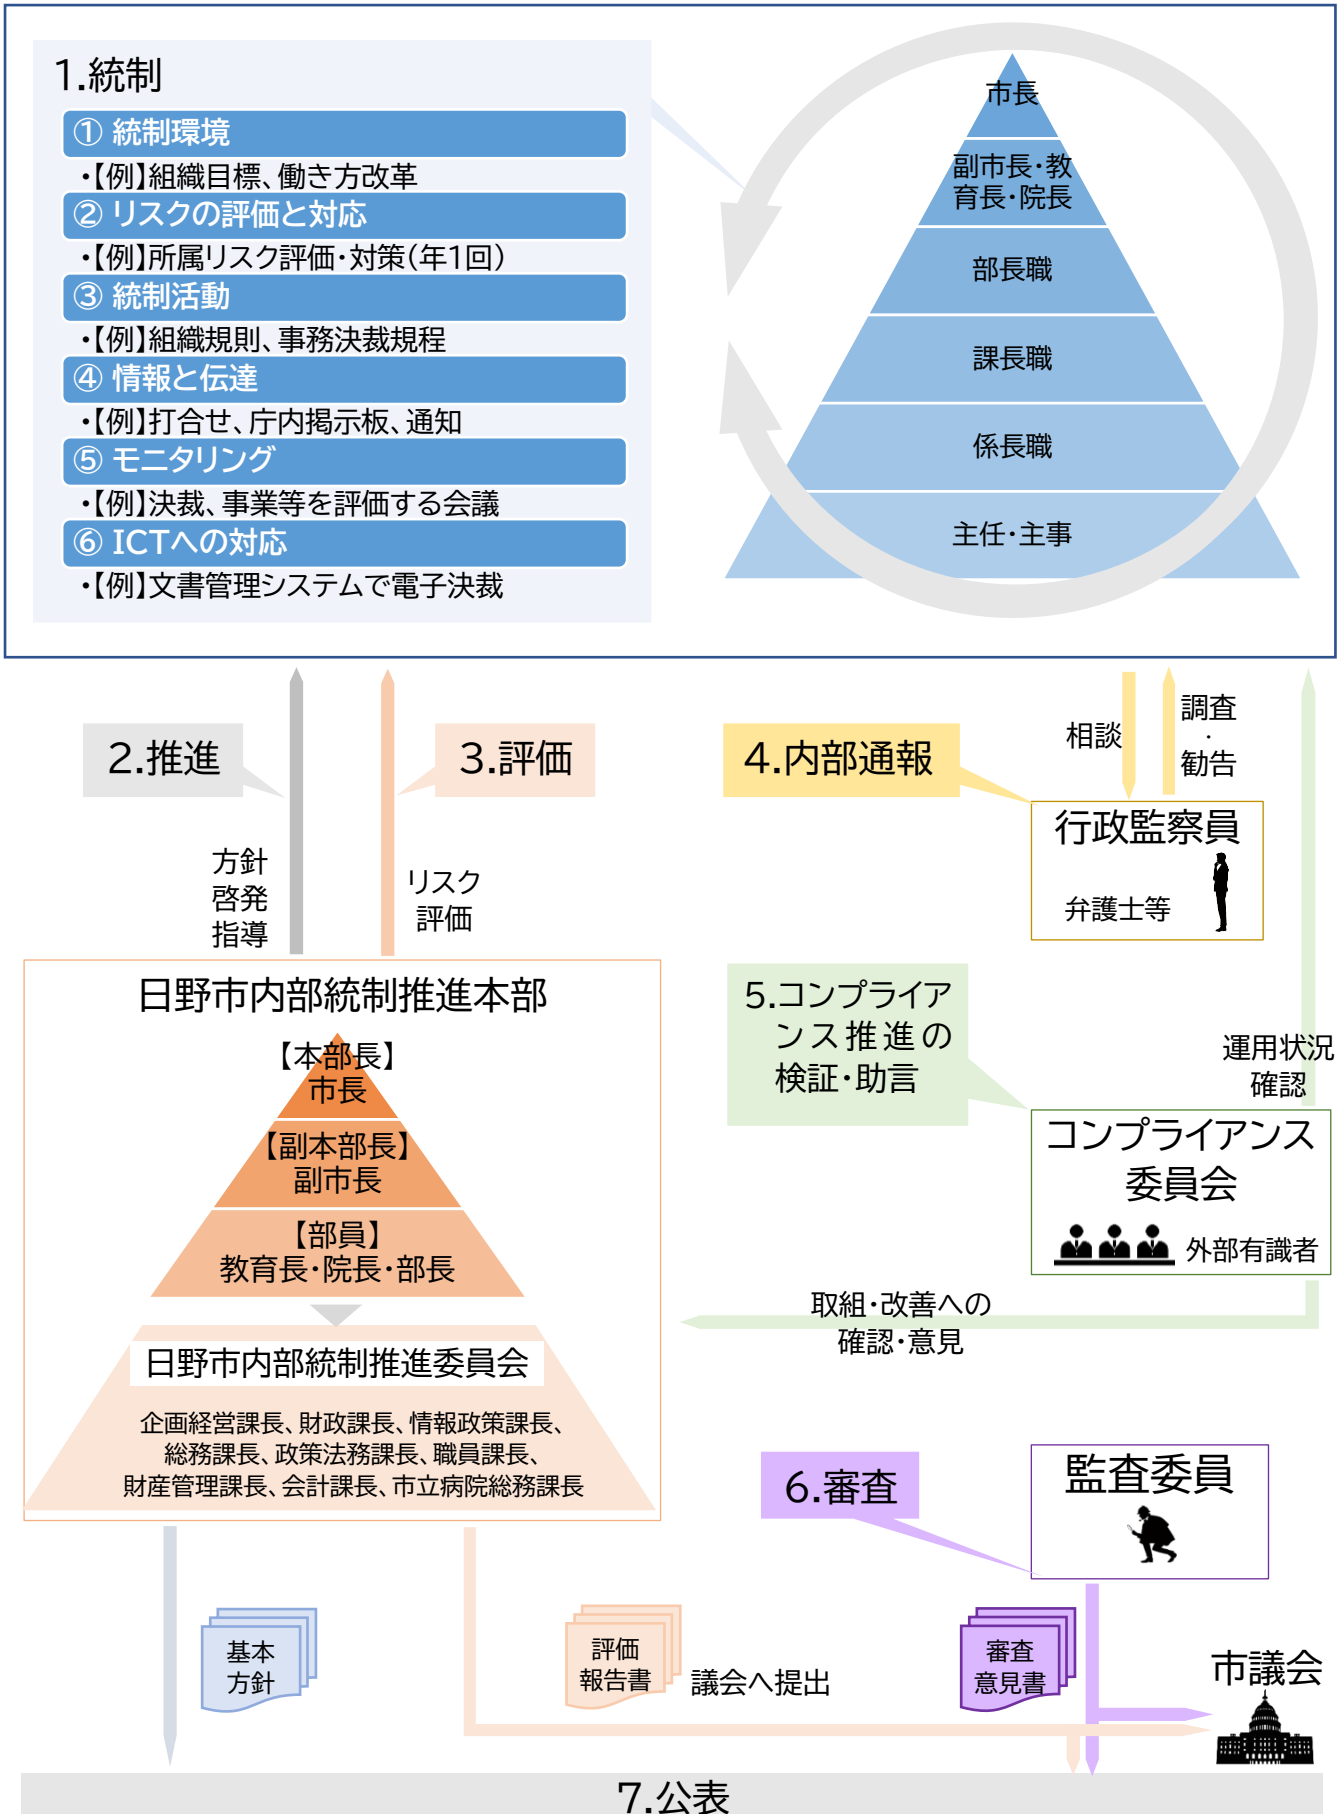 1.統制
① 統制環境
・【例】組織目標、働き方改革
② リスクの評価と対応
・【例】所属リスク評価・対策(年1回)
③ 統制活動
・【例】組織規則、事務決裁規程
④ 情報と伝達
・【例】打合せ、庁内掲示板、通知
⑤ モニタリング
・【例】決裁、事業等を評価する会議
⑥ ICTへの対応
・【例】文書管理システムで電子決裁
市長
副市長・教
育長・院長
部長職
課長職
係長職
主任・主事
2.推進
方針
啓発
指導
3.評価
リスク
評価
4.内部通報
相談
調査
・
勧告
行政監察員
弁護士等
日野市内部統制推進本部
【本部長】
市長
【副本部長】
副市長
【部員】
教育長・院長・部長
日野市内部統制推進委員会
企画経営課長、財政課長、情報政策課長、
総務課長、政策法務課長、職員課長、
財産管理課長、会計課長、市立病院総務課長
5.コンプライア
ンス推進の
検証・助言
運用状況
確認
コンプライアンス
委員会
外部有識者
取組・改善への
確認・意見
6.審査
監査委員
基本
方針
評価
報告書
議会へ提出
審査
意見書
市議会
7.公表